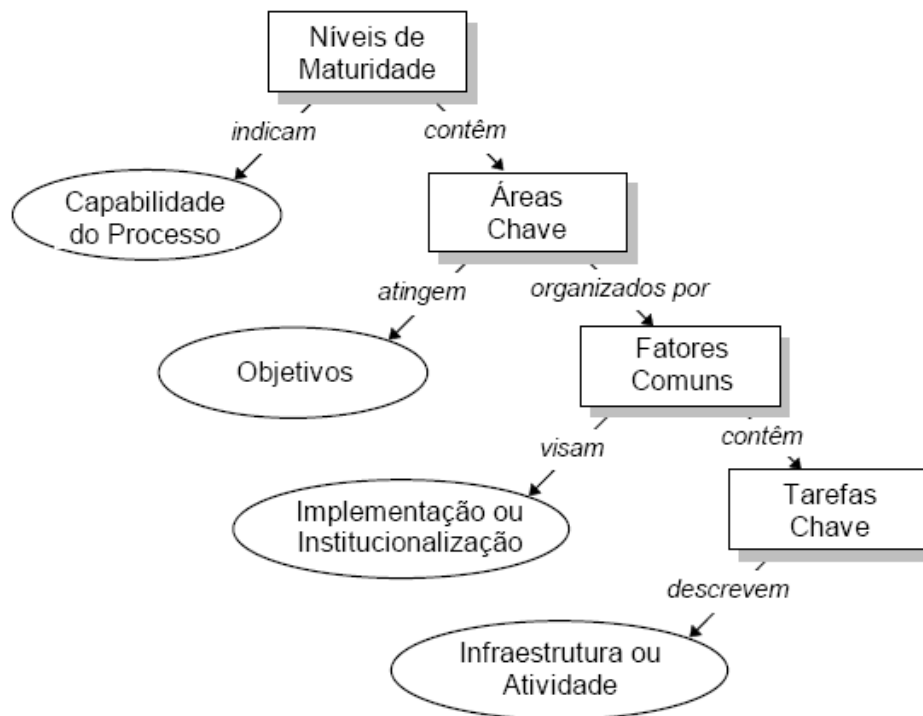 Níveis de
Maturidade
indicam
contêm
Capabilidade
do Processo
Áreas
Chave
atingem
organizados por
Objetivos
Fatores
Comuns
visam
contêm
Implementação ou
Institucionalização
Tarefas
Chave
descrevem
Infraestrutura ou
Atividade